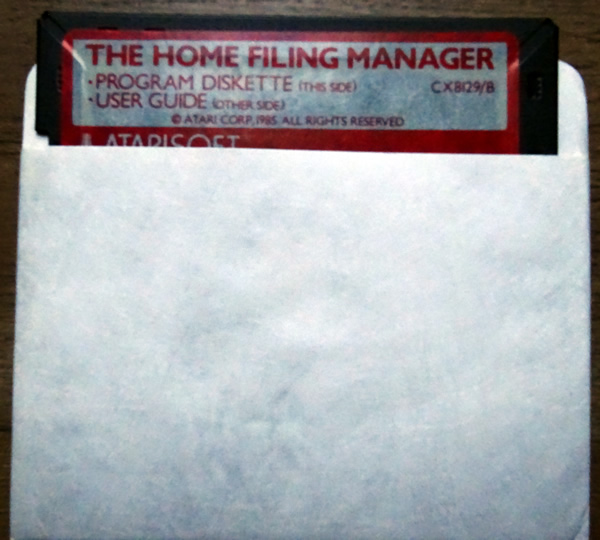 THE HOME FILING MANAGER
·PROGRAM DISKETTE (THIS SIDE) CX8129/B
·USER GUIDE (OTHER SIDE)
© ATARI CORP, 1985. ALL RIGHTS RESERVED
ATARISOFT